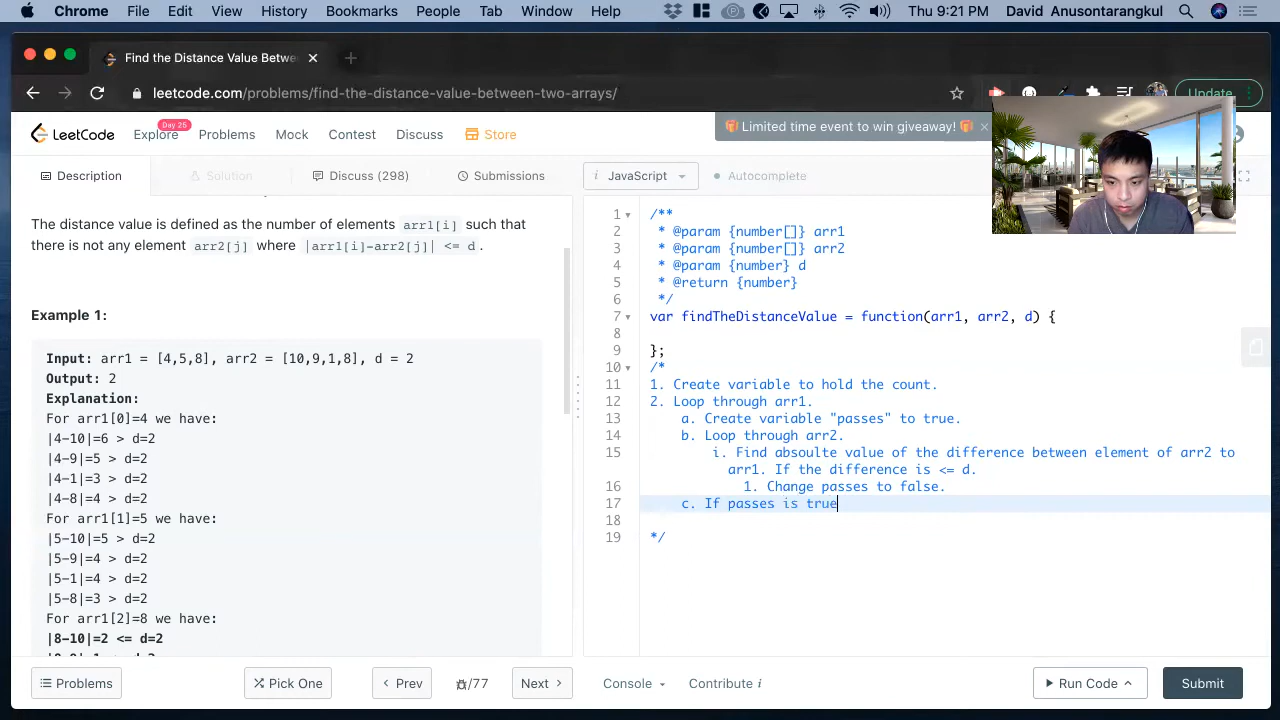 Chrome File Edit View History Bookmarks People Tab Window Help Thu 9:21 PM David Anusontarangkul
Find the Distance Value Betwe
leetcode.com/problems/find-the-distance-value-between-two-arrays/ Update
LeetCode Explore Day 25 Problems Mock Contest Discuss Store Limited time event to win giveaway!
Description Solution Discuss (298) Submissions
i JavaScript Autocomplete
The distance value is defined as the number of elements arr1[i] such that
there is not any element arr2[j] where |arr1[i]-arr2[j]| <= d.
Example 1:
Input: arr1 = [4,5,8], arr2 = [10,9,1,8], d = 2
Output: 2
Explanation:
For arr1[0]=4 we have:
|4-10|=6 > d=2
|4-9|=5 > d=2
|4-1|=3 > d=2
|4-8|=4 > d=2
For arr1[1]=5 we have:
|5-10|=5 > d=2
|5-9|=4 > d=2
|5-1|=4 > d=2
|5-8|=3 > d=2
For arr1[2]=8 we have:
|8-10|=2 <= d=2
1 /**
2 * @param {number[]} arr1
3 * @param {number[]} arr2
4 * @param {number} d
5 * @return {number}
6 */
7 var findTheDistanceValue = function(arr1, arr2, d) {
8
9 };
10 /*
11 1. Create variable to hold the count.
12 2. Loop through arr1.
13 a. Create variable "passes" to true.
14 b. Loop through arr2.
15 i. Find absoulte value of the difference between element of arr2 to
arr1. If the difference is <= d.
16 1. Change passes to false.
17 c. If passes is true
18
19 */
Problems Pick One Prev /77 Next Console Contribute i Run Code Submit